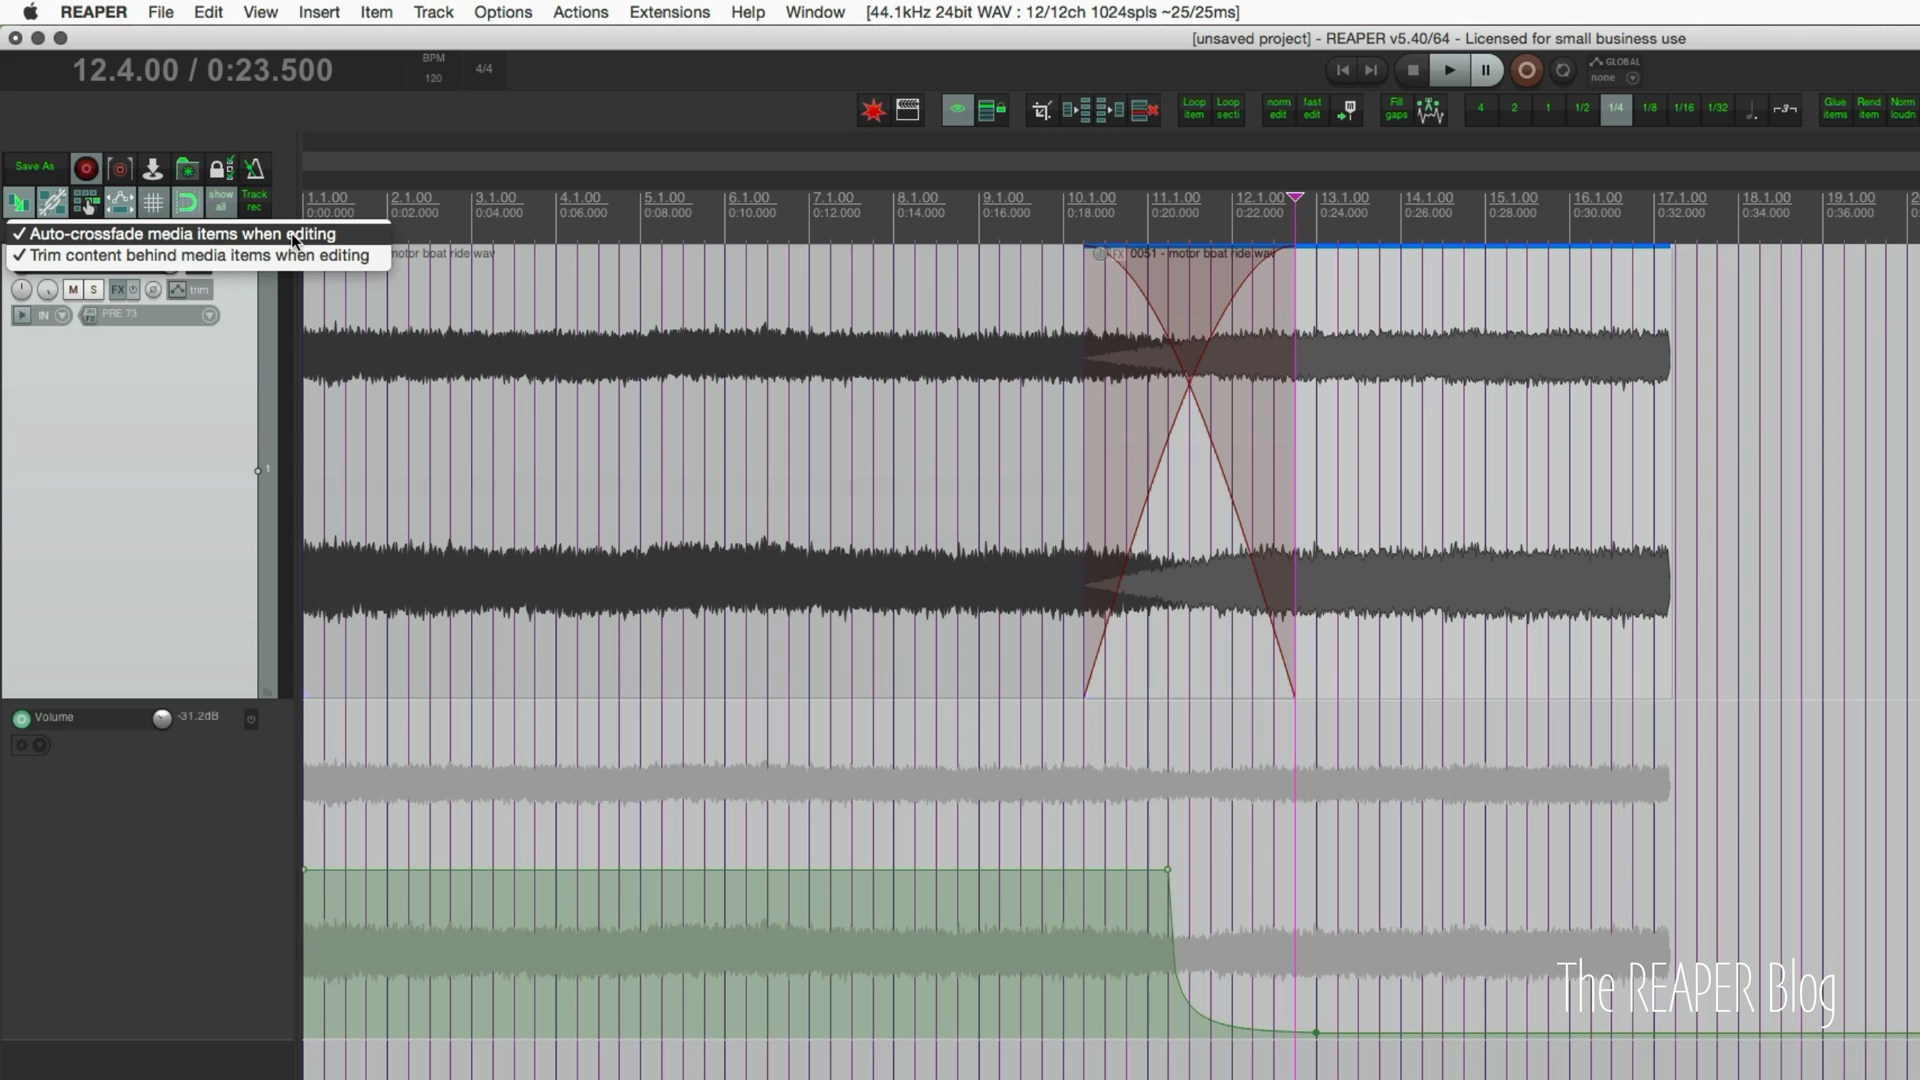 REAPER File Edit View Insert Item Track Options Actions Extensions Help Window [44.1kHz 24bit WAV : 12/12ch 1024spls ~25/25ms]
[unsaved project] - REAPER v5.40/64 - Licensed for small business use
12.4.00 / 0:23.500
BPM
120
4/4
GLOBAL
none
Loop item
Loop secti
norm edit
fast edit
Fill gaps
4 2 1 1/2 1/4 1/8 1/16 1/32
-3-
Glue items
Rend item
Norm loudn
Save As
show all
Track rec
1.1.00 2.1.00 3.1.00 4.1.00 5.1.00 6.1.00 7.1.00 8.1.00 9.1.00 10.1.00 11.1.00 12.1.00 13.1.00 14.1.00 15.1.00 16.1.00 17.1.00 18.1.00 19.1.00
0:00.000 0:02.000 0:04.000 0:06.000 0:08.000 0:10.000 0:12.000 0:14.000 0:16.000 0:18.000 0:20.000 0:22.000 0:24.000 0:26.000 0:28.000 0:30.000 0:32.000 0:34.000 0:36.000
✓ Auto-crossfade media items when editing
✓ Trim content behind media items when editing
motor boat ride.wav
FX 0051 - motor boat ride.wav
M S FX trim
IN FX PRE 73
1
Volume -31.2dB
The REAPER Blog